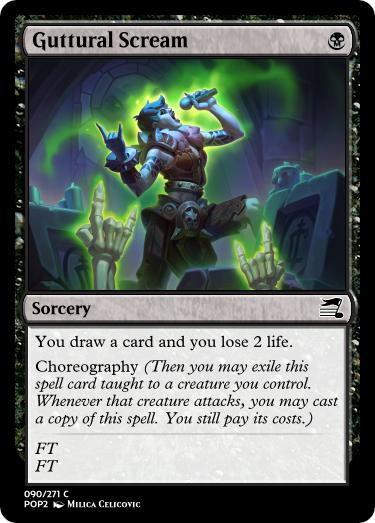 Guttural Scream
Sorcery
You draw a card and you lose 2 life.
Choreography (Then you may exile this
spell card taught to a creature you control.
Whenever that creature attacks, you may cast
a copy of this spell. You still pay its costs.)
FT
FT
090/271 C
POP2 Milica Celicovic